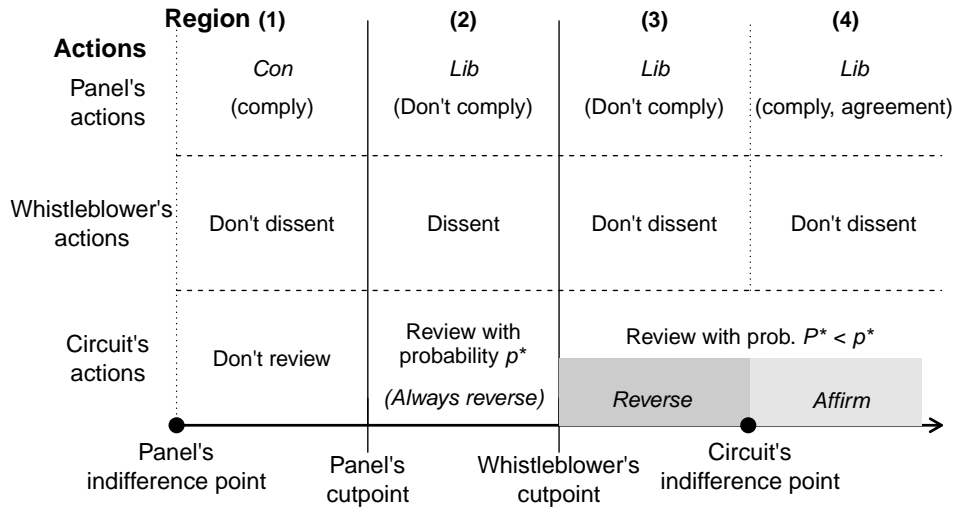 Region (1) (2) (3) (4)
Actions
Panel's
actions
Con Lib Lib Lib
(comply) (Don't comply) (Don't comply) (comply, agreement)
Whistleblower's
actions
Don't dissent Dissent Don't dissent Don't dissent
Circuit's
actions
Don't review
Review with
probability p*
(Always reverse)
Review with prob. P* < p*
Reverse Affirm
Panel's
indifference point
Panel's
cutpoint
Whistleblower's
cutpoint
Circuit's
indifference point